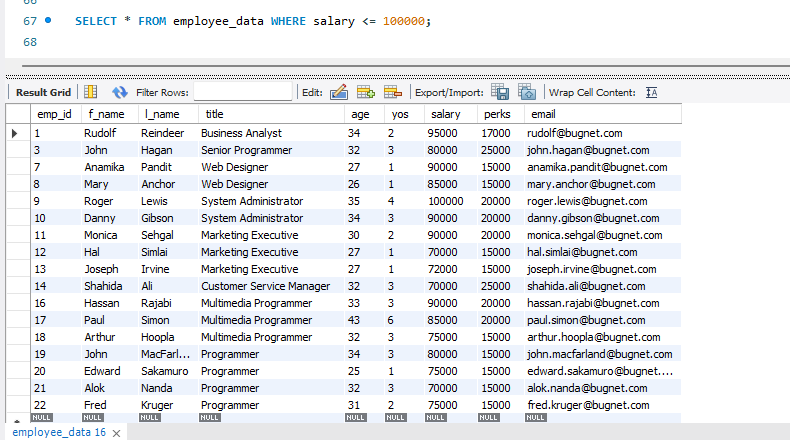 66
67 SELECT * FROM employee_data WHERE salary <= 100000;
68
Result Grid Filter Rows: Edit: Export/Import: Wrap Cell Content: IA
emp_id f_name l_name title age yos salary perks email
1 Rudolf Reindeer Business Analyst 34 2 95000 17000 rudolf@bugnet.com
3 John Hagan Senior Programmer 32 3 80000 25000 john.hagan@bugnet.com
7 Anamika Pandit Web Designer 27 1 90000 15000 anamika.pandit@bugnet.com
8 Mary Anchor Web Designer 26 1 85000 15000 mary.anchor@bugnet.com
9 Roger Lewis System Administrator 35 4 100000 20000 roger.lewis@bugnet.com
10 Danny Gibson System Administrator 34 3 90000 20000 danny.gibson@bugnet.com
11 Monica Sehgal Marketing Executive 30 2 90000 20000 monica.sehgal@bugnet.com
12 Hal Simlai Marketing Executive 27 1 70000 15000 hal.simlai@bugnet.com
13 Joseph Irvine Marketing Executive 27 1 72000 15000 joseph.irvine@bugnet.com
14 Shahida Ali Customer Service Manager 32 3 70000 25000 shahida.ali@bugnet.com
16 Hassan Rajabi Multimedia Programmer 33 3 90000 20000 hassan.rajabi@bugnet.com
17 Paul Simon Multimedia Programmer 43 6 85000 20000 paul.simon@bugnet.com
18 Arthur Hoopla Multimedia Programmer 32 3 75000 15000 arthur.hoopla@bugnet.com
19 John MacFarl... Programmer 34 3 80000 15000 john.macfarland@bugnet.com
20 Edward Sakamuro Programmer 25 1 75000 15000 edward.sakamuro@bugnet....
21 Alok Nanda Programmer 32 3 70000 15000 alok.nanda@bugnet.com
22 Fred Kruger Programmer 31 2 75000 15000 fred.kruger@bugnet.com
NULL NULL NULL NULL NULL NULL NULL NULL NULL
employee_data 16